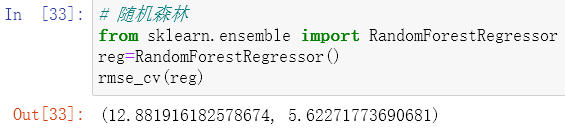 In [33]: # 随机森林
from sklearn.ensemble import RandomForestRegressor
reg=RandomForestRegressor()
rmse_cv(reg)
Out[33]: (12.881916182578674, 5.62271773690681)